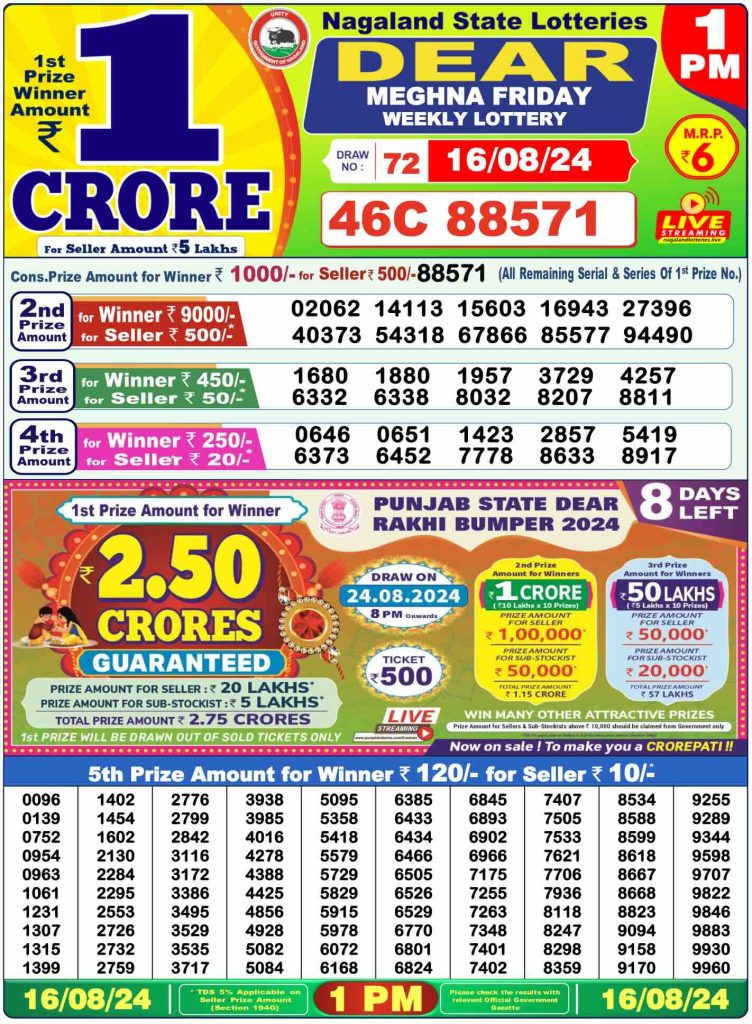 1st
Prize
Winner
Amount
₹
1
CRORE
For Seller Amount ₹5 Lakhs
UNITY
GOVERNMENT OF NAGALAND
Nagaland State Lotteries
DEAR
MEGHNA FRIDAY
WEEKLY LOTTERY
1
PM
DRAW
NO :
72
16/08/24
M.R.P.
₹6
46C 88571
LIVE
STREAMING
nagalandlotteries.live
Cons.Prize Amount for Winner ₹ 1000/- for Seller ₹ 500/- 88571 (All Remaining Serial & Series Of 1st Prize No.)
2nd
Prize
Amount
for Winner ₹ 9000/-
for Seller ₹ 500/-*
02062 14113 15603 16943 27396
40373 54318 67866 85577 94490
3rd
Prize
Amount
for Winner ₹ 450/-
for Seller ₹ 50/-*
1680 1880 1957 3729 4257
6332 6338 8032 8207 8811
4th
Prize
Amount
for Winner ₹ 250/-
for Seller ₹ 20/-*
0646 0651 1423 2857 5419
6373 6452 7778 8633 8917
1st Prize Amount for Winner
₹ 2.50
CRORES
GUARANTEED
PRIZE AMOUNT FOR SELLER : ₹ 20 LAKHS*
PRIZE AMOUNT FOR SUB-STOCKIST : ₹ 5 LAKHS*
TOTAL PRIZE AMOUNT ₹ 2.75 CRORES
1st PRIZE WILL BE DRAWN OUT OF SOLD TICKETS ONLY
PUNJAB STATE DEAR
RAKHI BUMPER 2024
8 DAYS
LEFT
DRAW ON
24.08.2024
8 PM Onwards
TICKET
₹500
LIVE
STREAMING
2nd Prize
Amount for Winners
₹1 CRORE
(₹10 Lakhs x 10 Prizes)
PRIZE AMOUNT
FOR SELLER
₹ 1,00,000*
PRIZE AMOUNT
FOR SUB-STOCKIST
₹ 50,000*
TOTAL PRIZE AMOUNT
₹ 1.15 CRORE
3rd Prize
Amount for Winners
₹50 LAKHS
(₹5 Lakhs x 10 Prizes)
PRIZE AMOUNT
FOR SELLER
₹ 50,000*
PRIZE AMOUNT
FOR SUB-STOCKIST
₹ 20,000*
TOTAL PRIZE AMOUNT
₹ 57 LAKHS
WIN MANY OTHER ATTRACTIVE PRIZES
Prize Amount for Sellers & Sub-Stockists above ₹ 10,000 should be claimed from Government only
Now on sale ! To make you a CROREPATI !!
5th Prize Amount for Winner ₹ 120/- for Seller ₹ 10/-*
0096 1402 2776 3938 5095 6385 6845 7407 8534 9255
0139 1454 2799 3985 5358 6433 6893 7505 8588 9289
0752 1602 2842 4016 5418 6434 6902 7533 8599 9344
0954 2130 3116 4278 5579 6466 6966 7621 8618 9598
0963 2284 3172 4388 5729 6505 7175 7706 8667 9707
1061 2295 3386 4425 5829 6526 7255 7936 8668 9822
1231 2553 3495 4856 5915 6529 7263 8118 8823 9846
1307 2726 3529 4928 5978 6770 7348 8247 9094 9883
1315 2732 3535 5082 6072 6801 7401 8298 9158 9930
1399 2759 3717 5084 6168 6824 7402 8359 9170 9960
16/08/24
* TDS 5% Applicable on
Seller Prize Amount
(Section 194G)
1 PM
Please check the results with
relevent Official Government
Gazatte
16/08/24